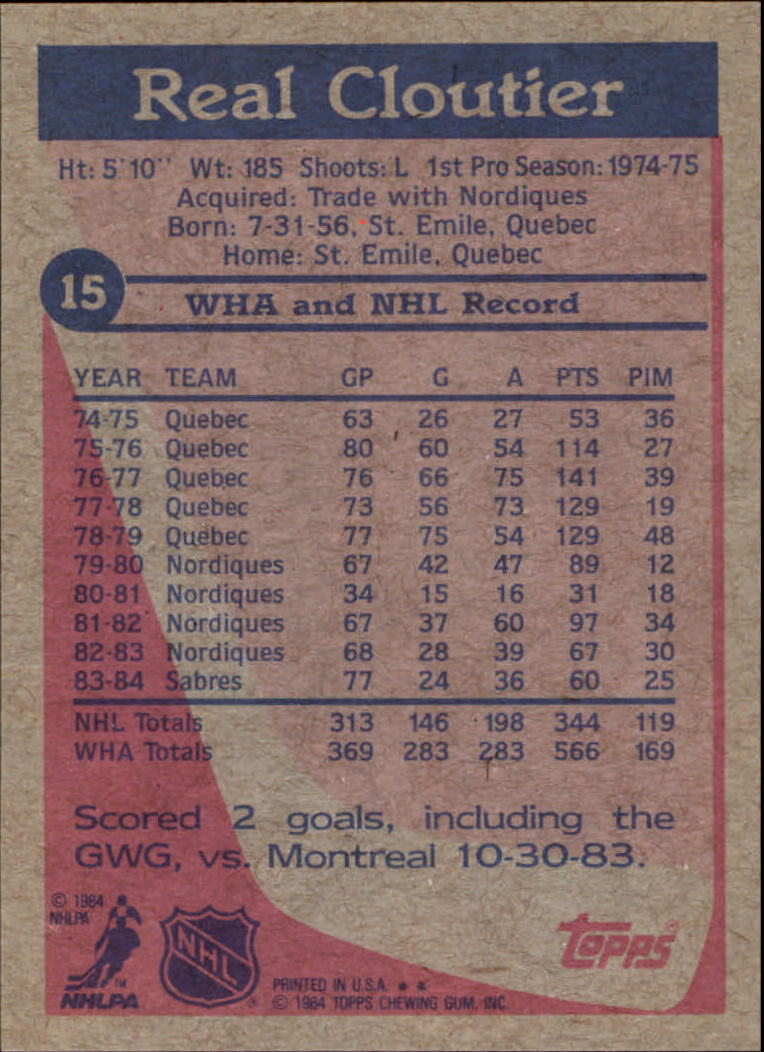 Real Cloutier
Ht: 5'10" Wt: 185 Shoots: L 1st Pro Season: 1974-75
Acquired: Trade with Nordiques
Born: 7-31-56, St. Emile, Quebec
Home: St. Emile, Quebec
15
WHA and NHL Record
YEAR TEAM GP G A PTS PIM
74-75 Quebec 63 26 27 53 36
75-76 Quebec 80 60 54 114 27
76-77 Quebec 76 66 75 141 39
77-78 Quebec 73 56 73 129 19
78-79 Quebec 77 75 54 129 48
79-80 Nordiques 67 42 47 89 12
80-81 Nordiques 34 15 16 31 18
81-82 Nordiques 67 37 60 97 34
82-83 Nordiques 68 28 39 67 30
83-84 Sabres 77 24 36 60 25
NHL Totals 313 146 198 344 119
WHA Totals 369 283 283 566 169
Scored 2 goals, including the
GWG, vs. Montreal 10-30-83.
© 1984
NHLPA
NHL
®
™
NHLPA
topps®
PRINTED IN U.S.A. * *
© 1984 TOPPS CHEWING GUM, INC.